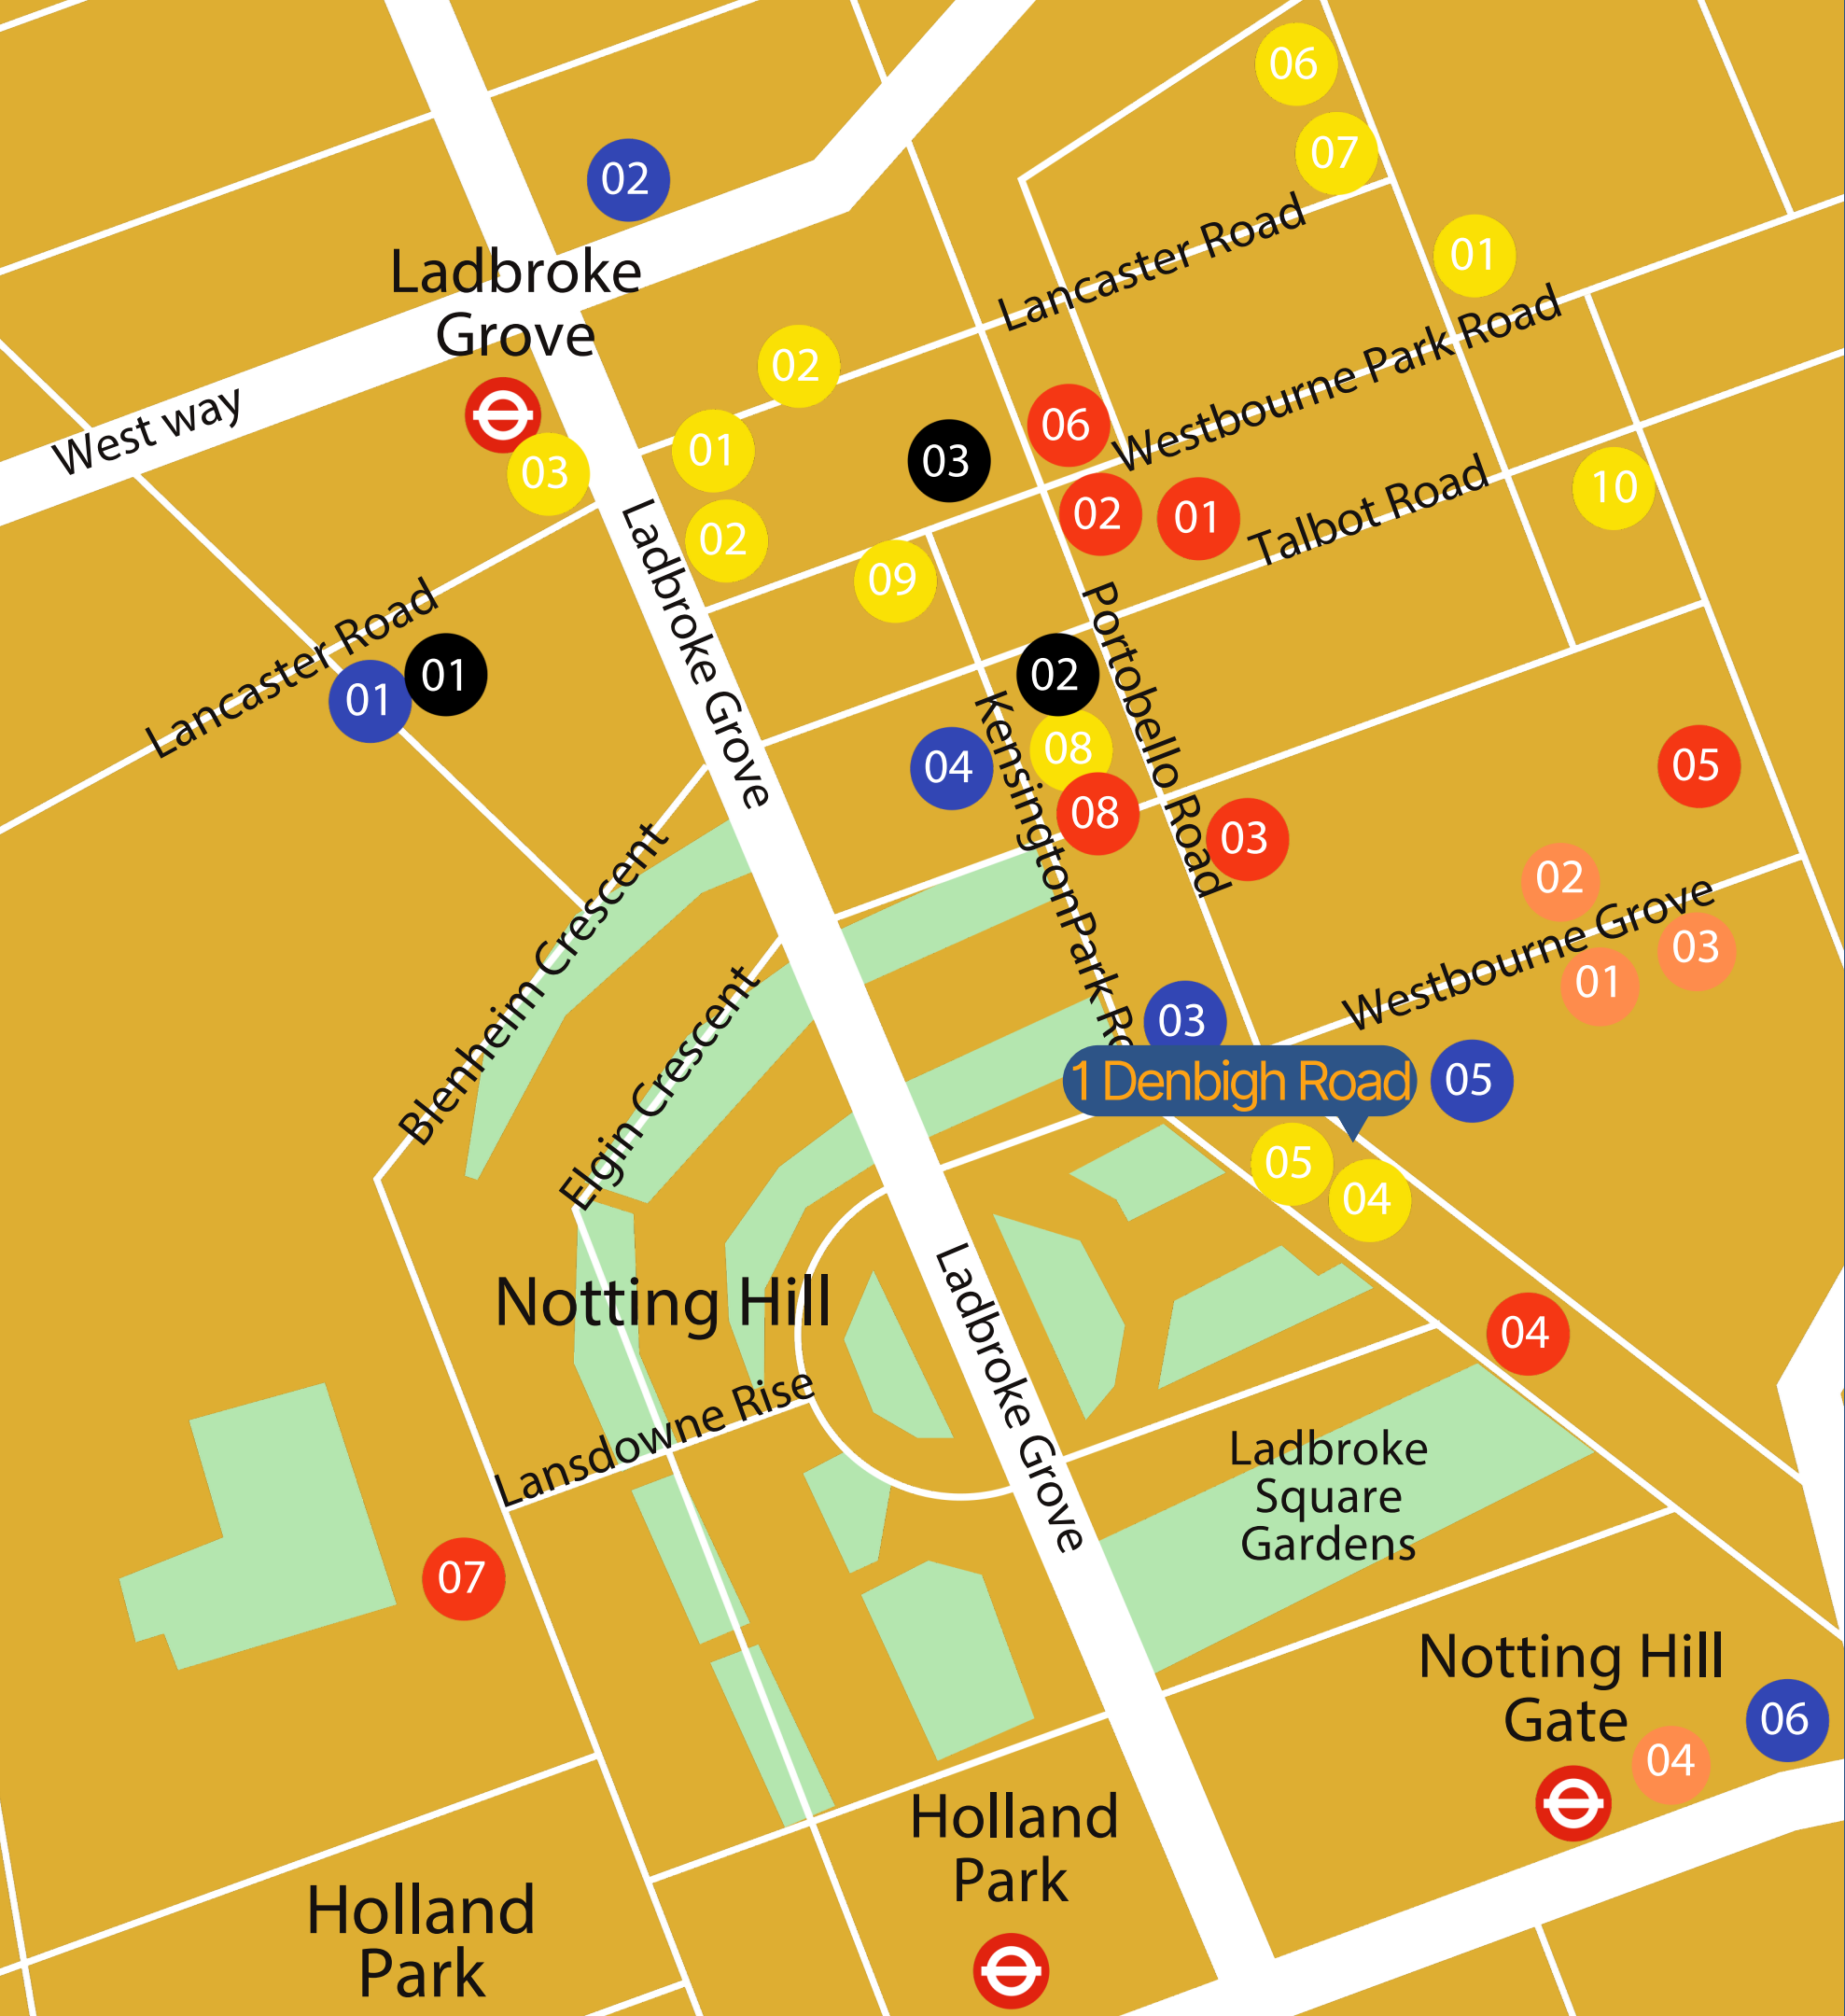 06
07
Lancaster Road
01
02
Ladbroke
Grove
Westbourne Park Road
02
West way
03
01
06
03
02
09
02
01
Talbot Road
10
Ladbroke Grove
Lancaster Road
01
01
02
Portobello Road
04
08
08
03
05
KensingtonPark Ro
Blenheim Crescent
Elgin Crescent
02
Westbourne Grove
03
01
03
1 Denbigh Road
05
05
04
Notting Hill
Ladbroke Grove
04
Lansdowne Rise
Ladbroke
Square
Gardens
07
Notting Hill
Gate
06
04
Holland
Park
Holland
Park